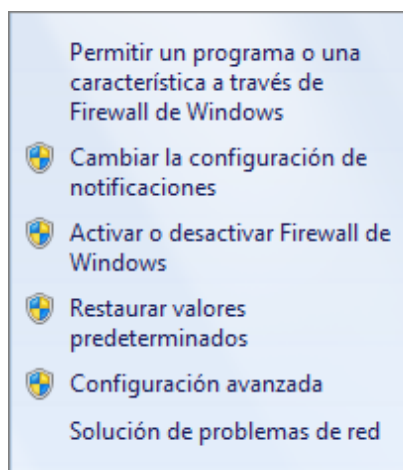 Permitir un programa o una
característica a través de
Firewall de Windows
Cambiar la configuración de
notificaciones
Activar o desactivar Firewall de
Windows
Restaurar valores
predeterminados
Configuración avanzada
Solución de problemas de red